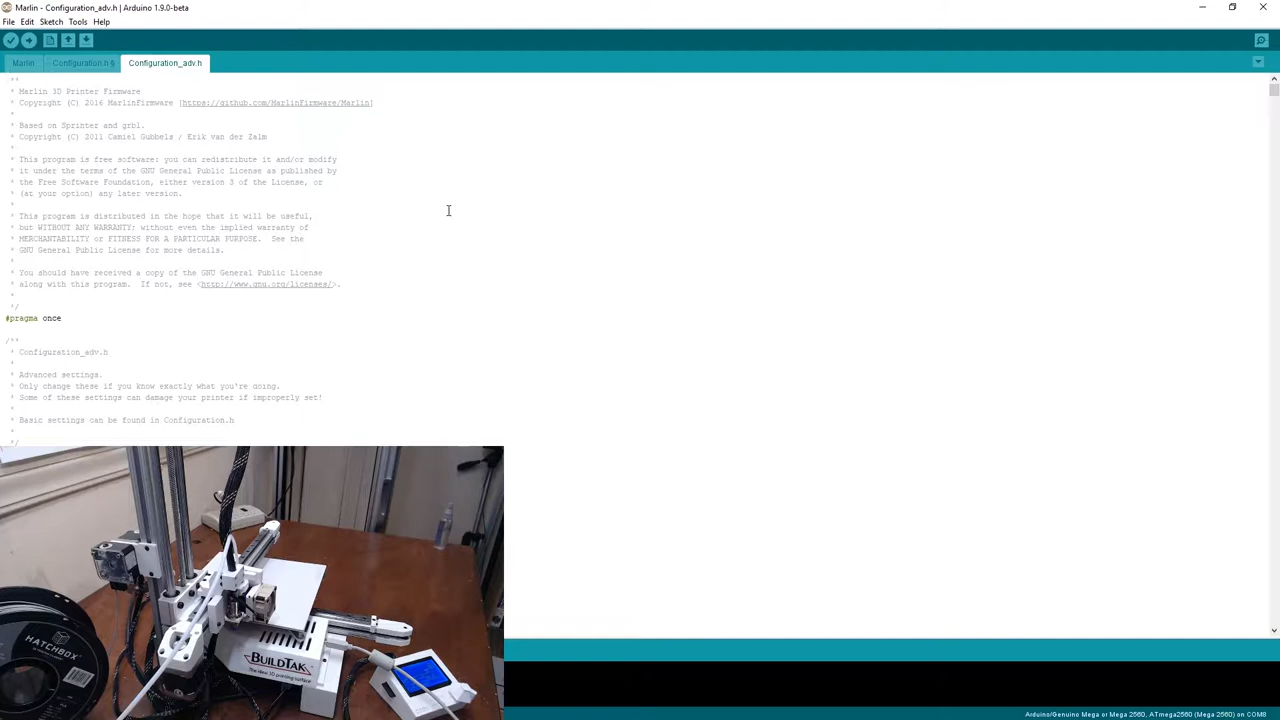 Marlin - Configuration_adv.h | Arduino 1.9.0-beta
File Edit Sketch Tools Help
Marlin Configuration.h § Configuration_adv.h
**
* Marlin 3D Printer Firmware
* Copyright (C) 2016 MarlinFirmware [https://github.com/MarlinFirmware/Marlin]
*
* Based on Sprinter and grbl.
* Copyright (C) 2011 Camiel Gubbels / Erik van der Zalm
*
* This program is free software: you can redistribute it and/or modify
* it under the terms of the GNU General Public License as published by
* the Free Software Foundation, either version 3 of the License, or
* (at your option) any later version.
*
* This program is distributed in the hope that it will be useful,
* but WITHOUT ANY WARRANTY; without even the implied warranty of
* MERCHANTABILITY or FITNESS FOR A PARTICULAR PURPOSE.  See the
* GNU General Public License for more details.
*
* You should have received a copy of the GNU General Public License
* along with this program.  If not, see <http://www.gnu.org/licenses/>.
*
*/
#pragma once
/**
* Configuration_adv.h
*
* Advanced settings.
* Only change these if you know exactly what you're doing.
* Some of these settings can damage your printer if improperly set!
*
* Basic settings can be found in Configuration.h
*
*/
HATCHBOX
BUILDTAK
The ideal 3D printing surface
Arduino/Genuino Mega or Mega 2560, ATmega2560 (Mega 2560) on COM8